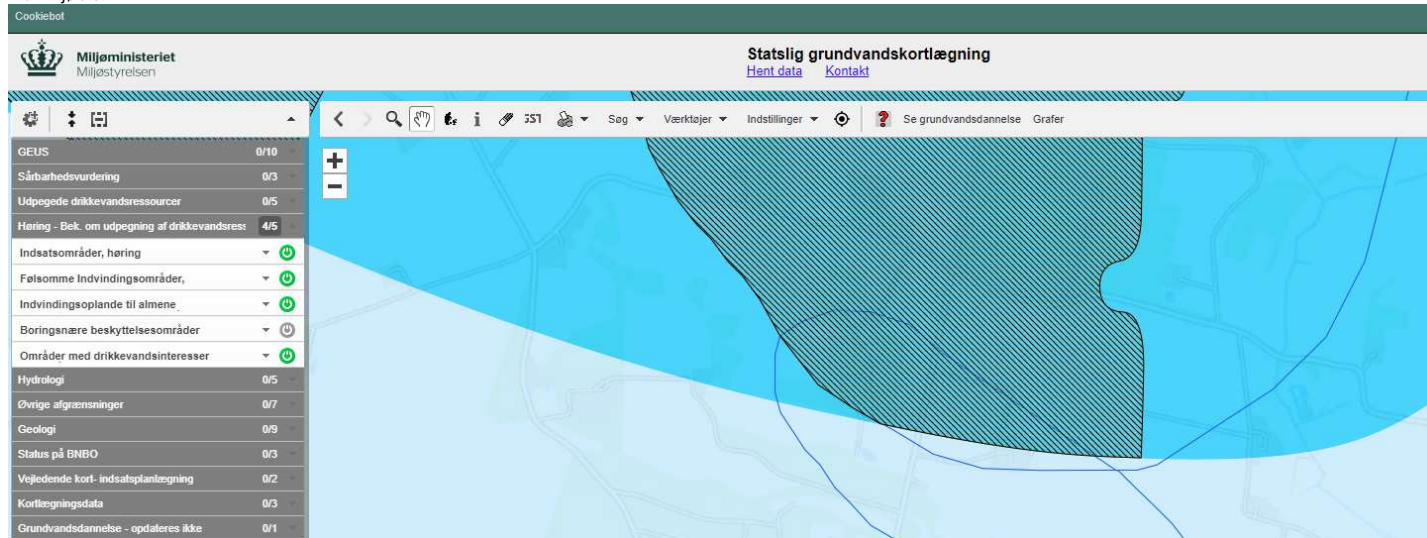 Cookiebot
Miljøministeriet
Miljøstyrelsen
Statslig grundvandskortlægning
Hent data Kontakt
Søg Værktøjer Indstillinger Se grundvandsdannelse Grafer
GEUS 0/10
Sårbarhedsvurdering 0/3
Udpegede drikkevandsressourcer 0/5
Høring - Bek. om udpegning af drikkevandsress 4/5
Indsatsområder, høring
Følsomme Indvindingsområder,
Indvindingsoplande til almene
Boringsnære beskyttelsesområder
Områder med drikkevandsinteresser
Hydrologi 0/5
Øvrige afgrænsninger 0/7
Geologi 0/9
Status på BNBO 0/3
Vejledende kort- indsatsplanlægning 0/2
Kortlægningsdata 0/3
Grundvandsdannelse - opdateres ikke 0/1